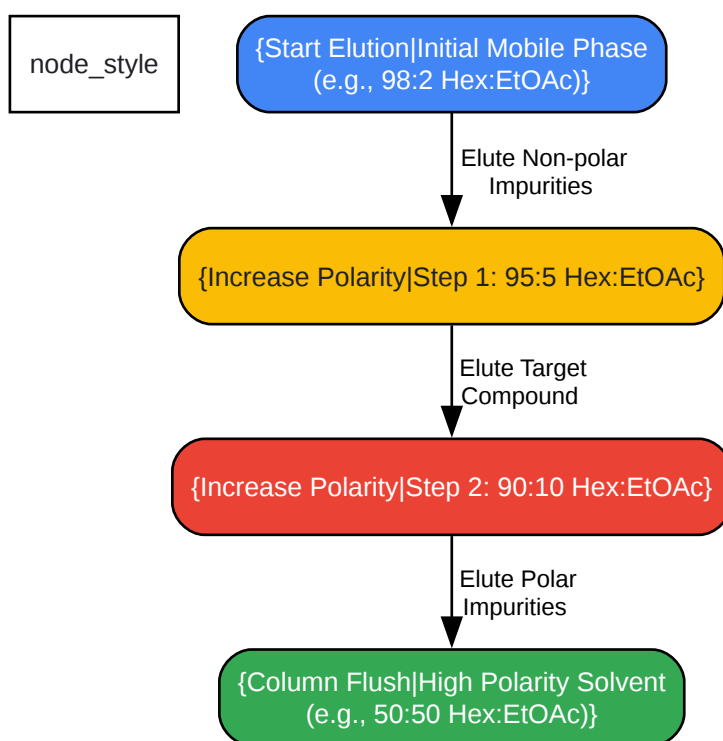 node_style
{Start Elution|Initial Mobile Phase
(e.g., 98:2 Hex:EtOAc)}
Elute Non-polar
Impurities
{Increase Polarity|Step 1: 95:5 Hex:EtOAc}
Elute Target
Compound
{Increase Polarity|Step 2: 90:10 Hex:EtOAc}
Elute Polar
Impurities
{Column Flush|High Polarity Solvent
(e.g., 50:50 Hex:EtOAc)}